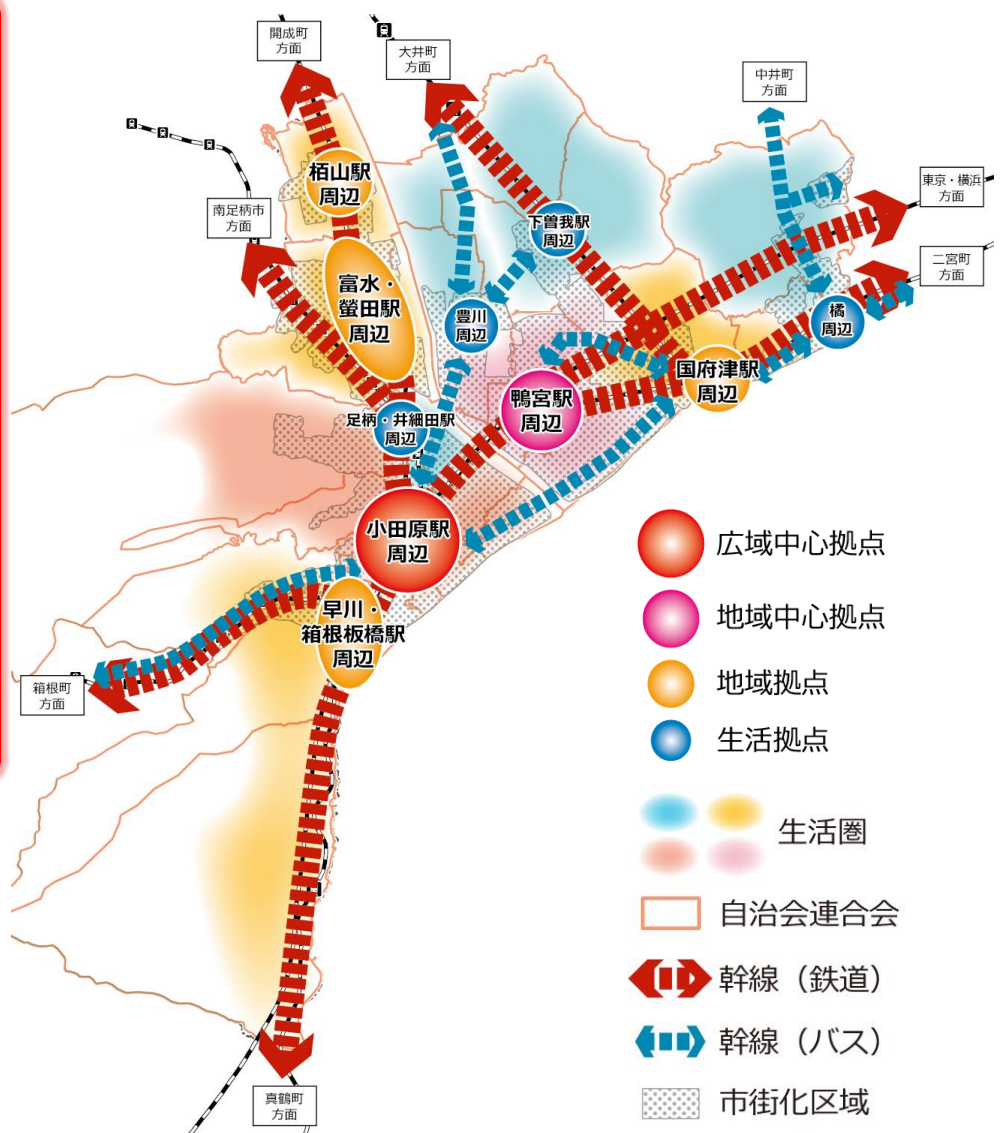 開成町
方面
大井町
方面
中井町
方面
東京・横浜
方面
南足柄市
方面
二宮町
方面
栢山駅
周辺
下曽我駅
周辺
富水・
螢田駅
周辺
豊川
周辺
橘
周辺
国府津駅
周辺
鴨宮駅
周辺
足柄・井細田駅
周辺
小田原駅
周辺
早川・
箱根板橋駅
周辺
箱根町
方面
真鶴町
方面
広域中心拠点
地域中心拠点
地域拠点
生活拠点
生活圏
自治会連合会
幹線（鉄道）
幹線（バス）
市街化区域